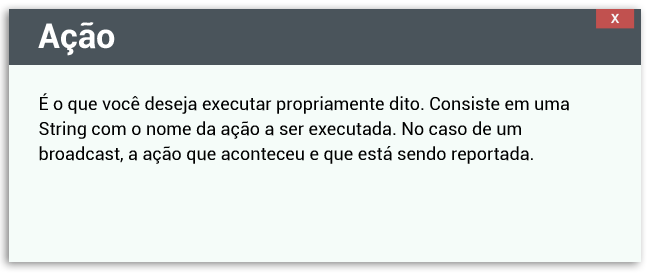 Ação
X
É o que você deseja executar propriamente dito. Consiste em uma
String com o nome da ação a ser executada. No caso de um
broadcast, a ação que aconteceu e que está sendo reportada.